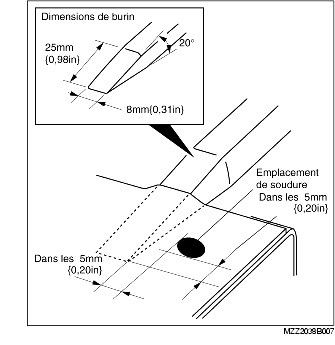 Dimensions de burin
25mm
{0,98in}
20°
8mm{0,31in}
Emplacement
de soudure
Dans les 5mm
{0,20in}
Dans les 5mm
{0,20in}
MZZ2018B007